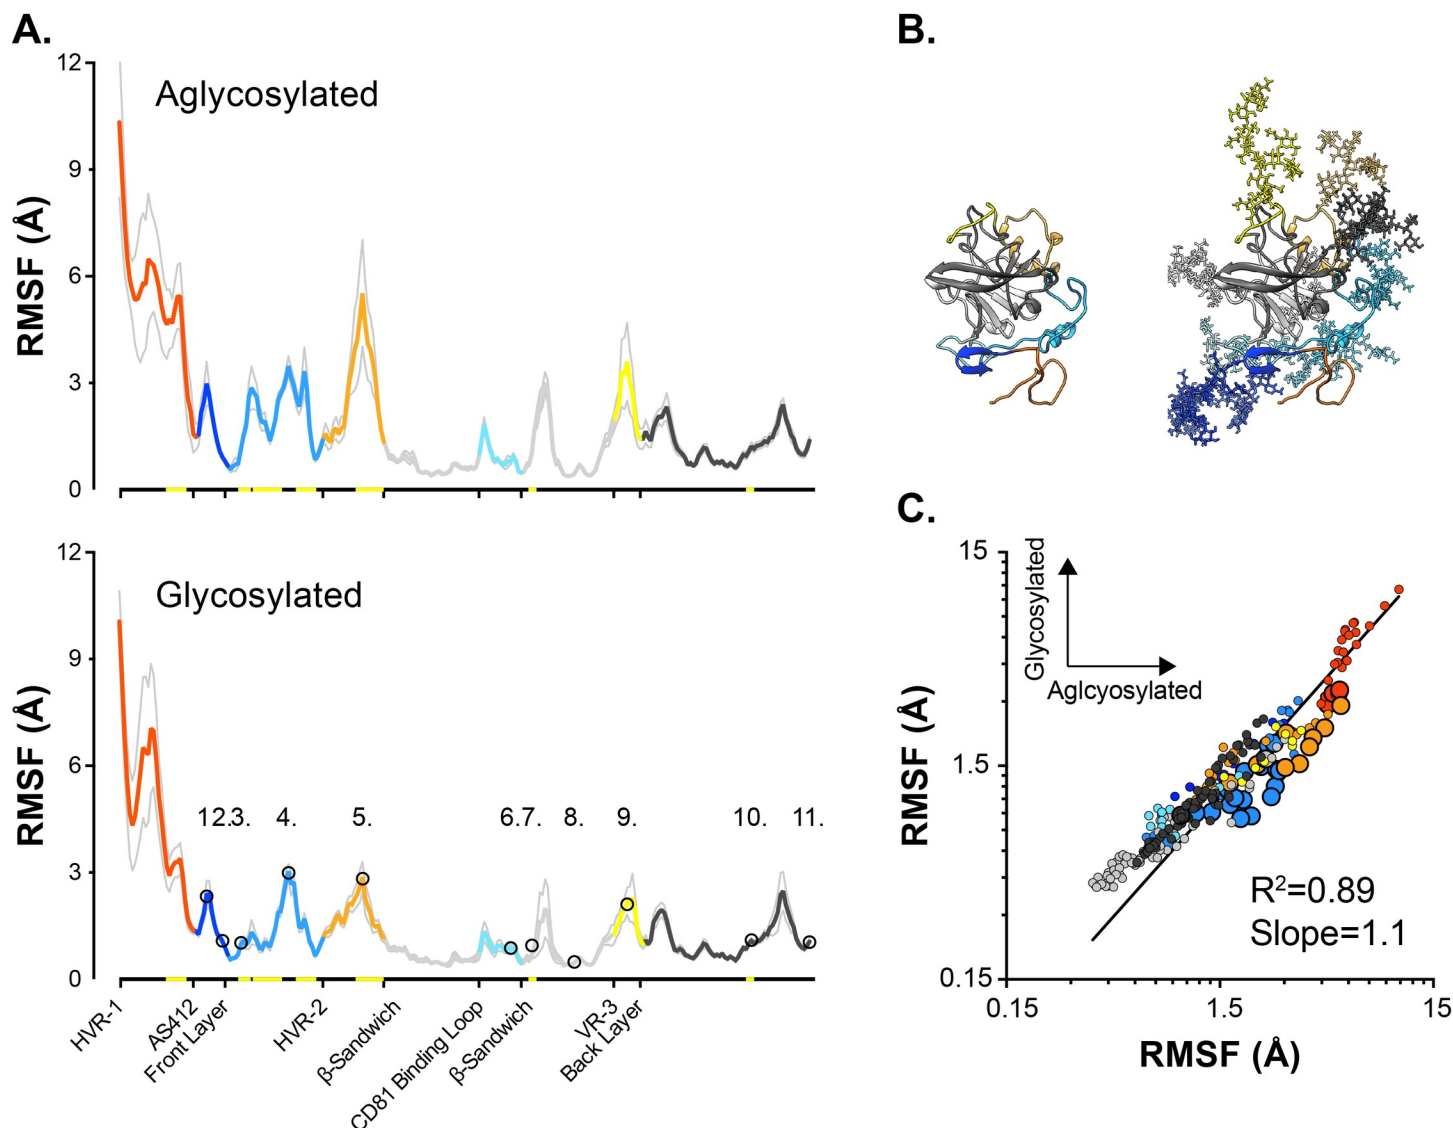 A.
12
9
6
3
0
RMSF (Å)
Aglycosylated
12
9
6
3
0
RMSF (Å)
Glycosylated
12.3. 4. 5. 6.7. 8. 9. 10. 11.
HVR-1
AS412
Front Layer
HVR-2
β-Sandwich
CD81 Binding Loop
β-Sandwich
VR-3
Back Layer
B.
C.
15
1.5
0.15
RMSF (Å)
Glycosylated
Aglcyosylated
R²=0.89
Slope=1.1
0.15 1.5 15
RMSF (Å)